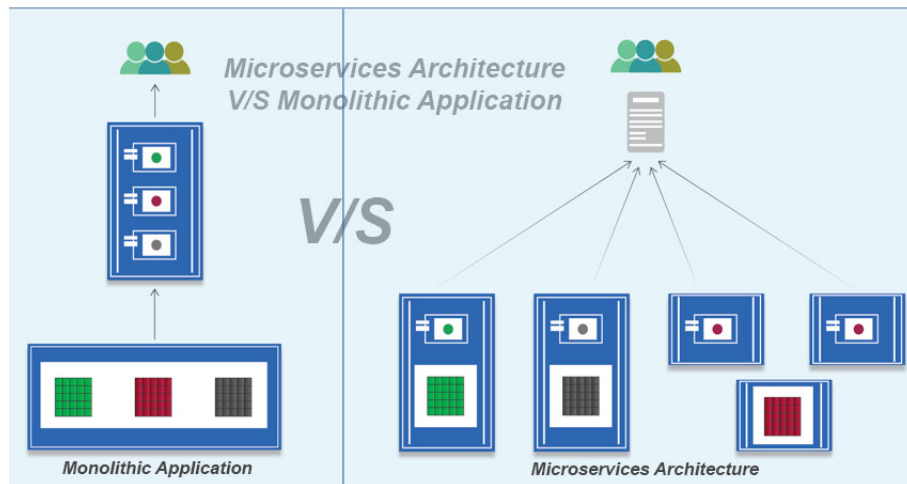 Microservices Architecture
V/S Monolithic Application
V/S
Monolithic Application
Microservices Architecture